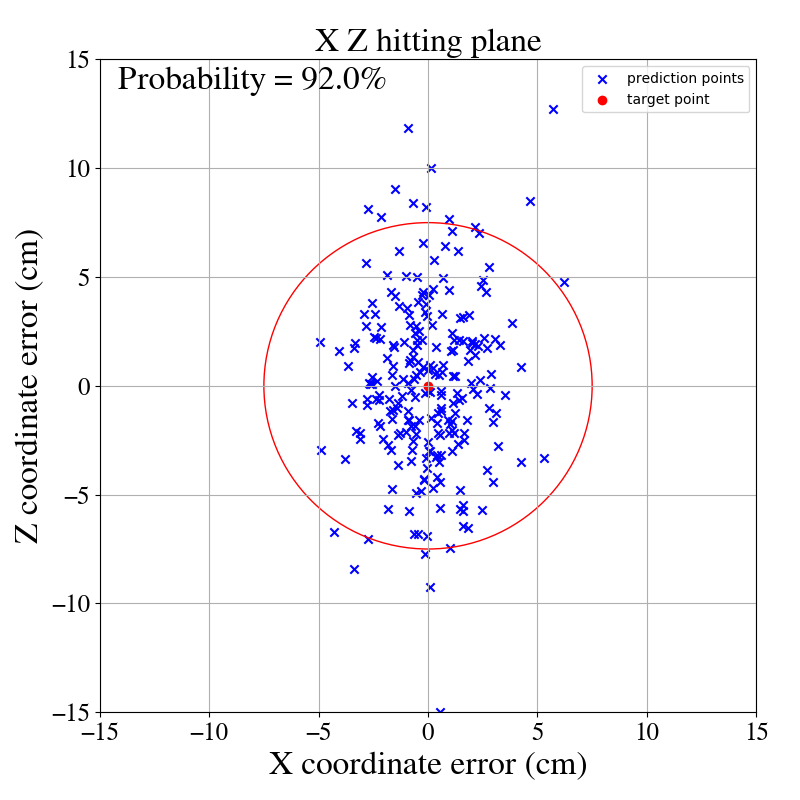 X Z hitting plane
Probability = 92.0%
prediction points
target point
15
10
5
0
−5
−10
−15
Z coordinate error (cm)
−15
−10
−5
0
5
10
15
X coordinate error (cm)